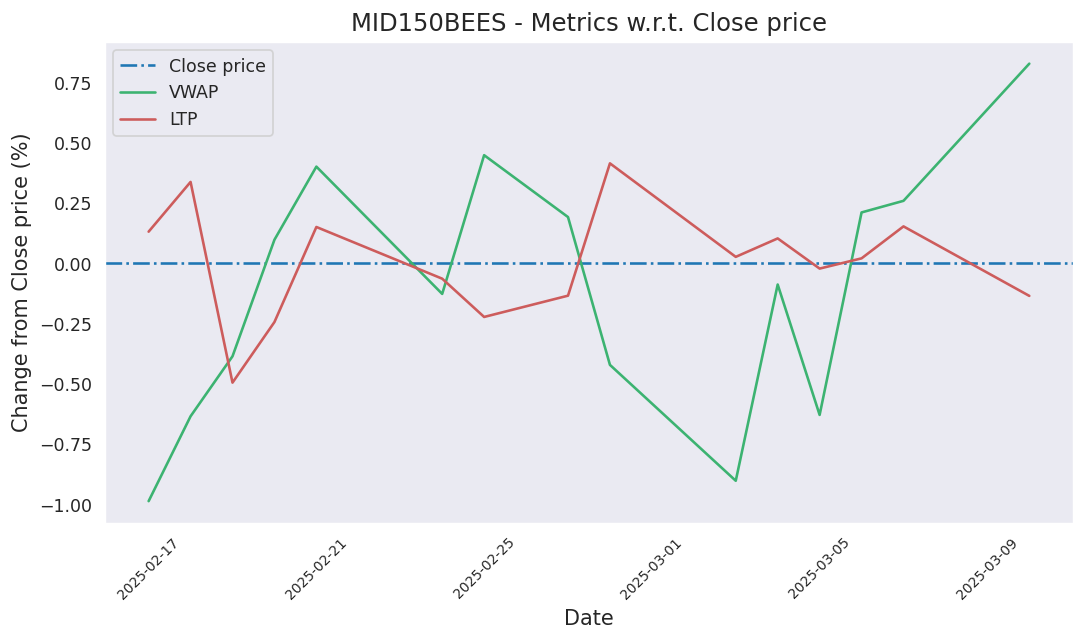 MID150BEES - Metrics w.r.t. Close price
Close price
VWAP
LTP
Change from Close price (%)
0.75
0.50
0.25
0.00
−0.25
−0.50
−0.75
−1.00
2025-02-17
2025-02-21
2025-02-25
2025-03-01
2025-03-05
2025-03-09
Date